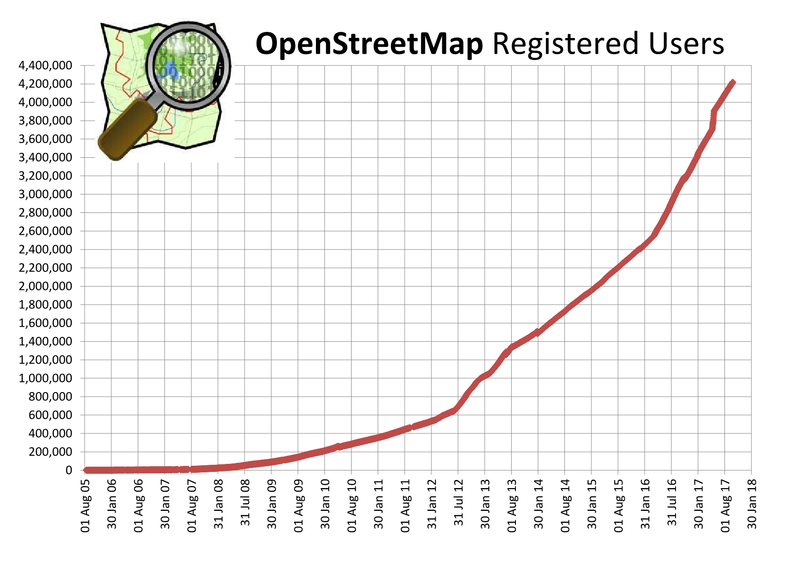 OpenStreetMap Registered Users
4,400,000
4,200,000
4,000,000
3,800,000
3,600,000
3,400,000
3,200,000
3,000,000
2,800,000
2,600,000
2,400,000
2,200,000
2,000,000
1,800,000
1,600,000
1,400,000
1,200,000
1,000,000
800,000
600,000
400,000
200,000
0
01 Aug 05
30 Jan 06
01 Aug 06
30 Jan 07
01 Aug 07
31 Jan 08
31 Jul 08
30 Jan 09
01 Aug 09
30 Jan 10
01 Aug 10
30 Jan 11
01 Aug 11
31 Jan 12
31 Jul 12
30 Jan 13
01 Aug 13
30 Jan 14
01 Aug 14
30 Jan 15
01 Aug 15
31 Jan 16
31 Jul 16
30 Jan 17
01 Aug 17
30 Jan 18